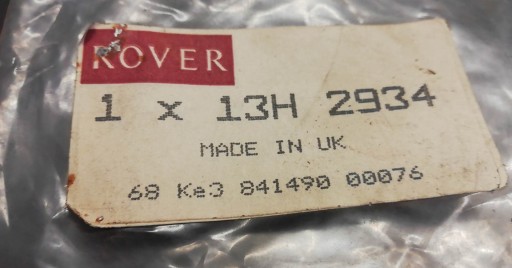 ROVER
1 x 13H 2934
MADE IN UK
68 Ke3 841490 00076